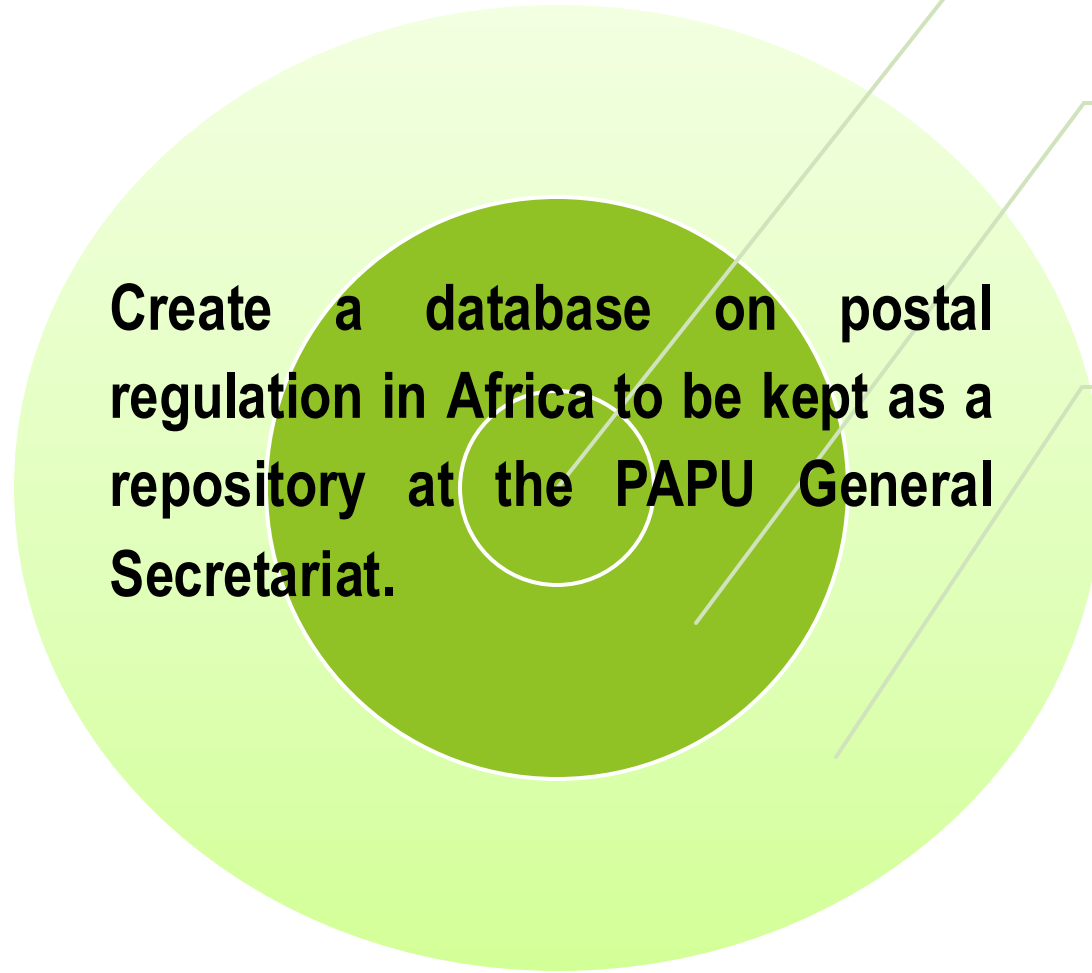 Create a database on postal
regulation in Africa to be kept as a
repository at the PAPU General
Secretariat.